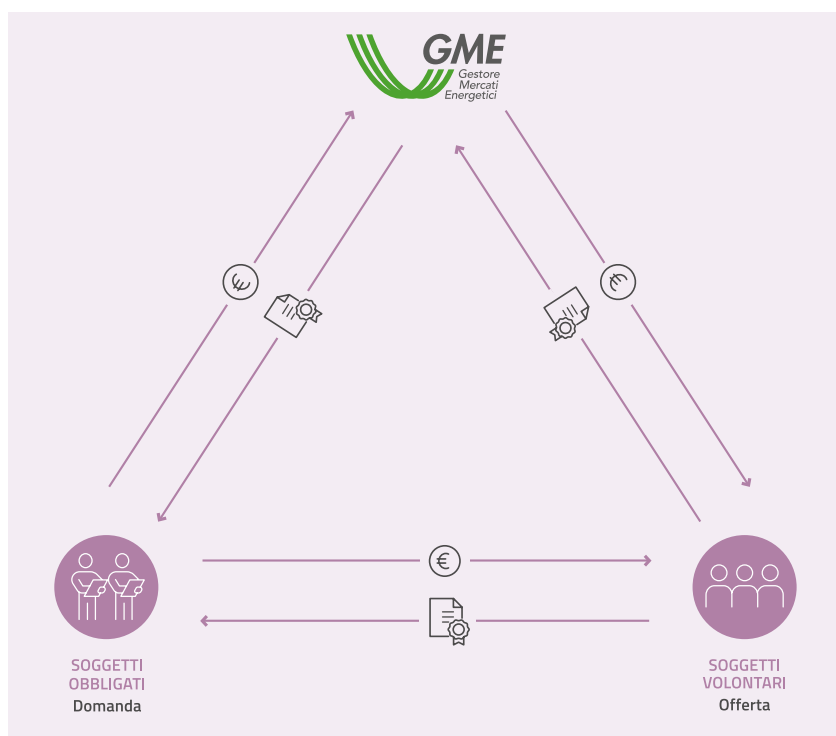 GME
Gestore
Mercati
Energetici
€
€
€
SOGGETTI
OBBLIGATI
Domanda
SOGGETTI
VOLONTARI
Offerta